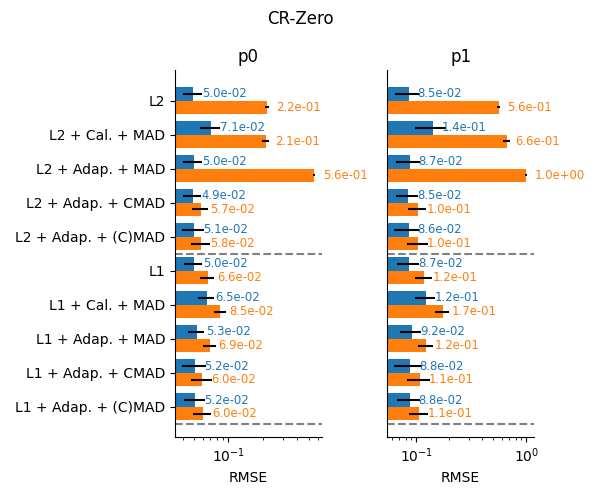 CR-Zero
p0 p1
L2 5.0e-02 8.5e-02
2.2e-01 5.6e-01
L2 + Cal. + MAD 7.1e-02 1.4e-01
2.1e-01 6.6e-01
L2 + Adap. + MAD 5.0e-02 8.7e-02
5.6e-01 1.0e+00
L2 + Adap. + CMAD 4.9e-02 8.5e-02
5.7e-02 1.0e-01
L2 + Adap. + (C)MAD 5.1e-02 8.6e-02
5.8e-02 1.0e-01
L1 5.0e-02 8.7e-02
6.6e-02 1.2e-01
L1 + Cal. + MAD 6.5e-02 1.2e-01
8.5e-02 1.7e-01
L1 + Adap. + MAD 5.3e-02 9.2e-02
6.9e-02 1.2e-01
L1 + Adap. + CMAD 5.2e-02 8.8e-02
6.0e-02 1.1e-01
L1 + Adap. + (C)MAD 5.2e-02 8.8e-02
6.0e-02 1.1e-01
10⁻¹ 10⁻¹ 10⁰
RMSE RMSE